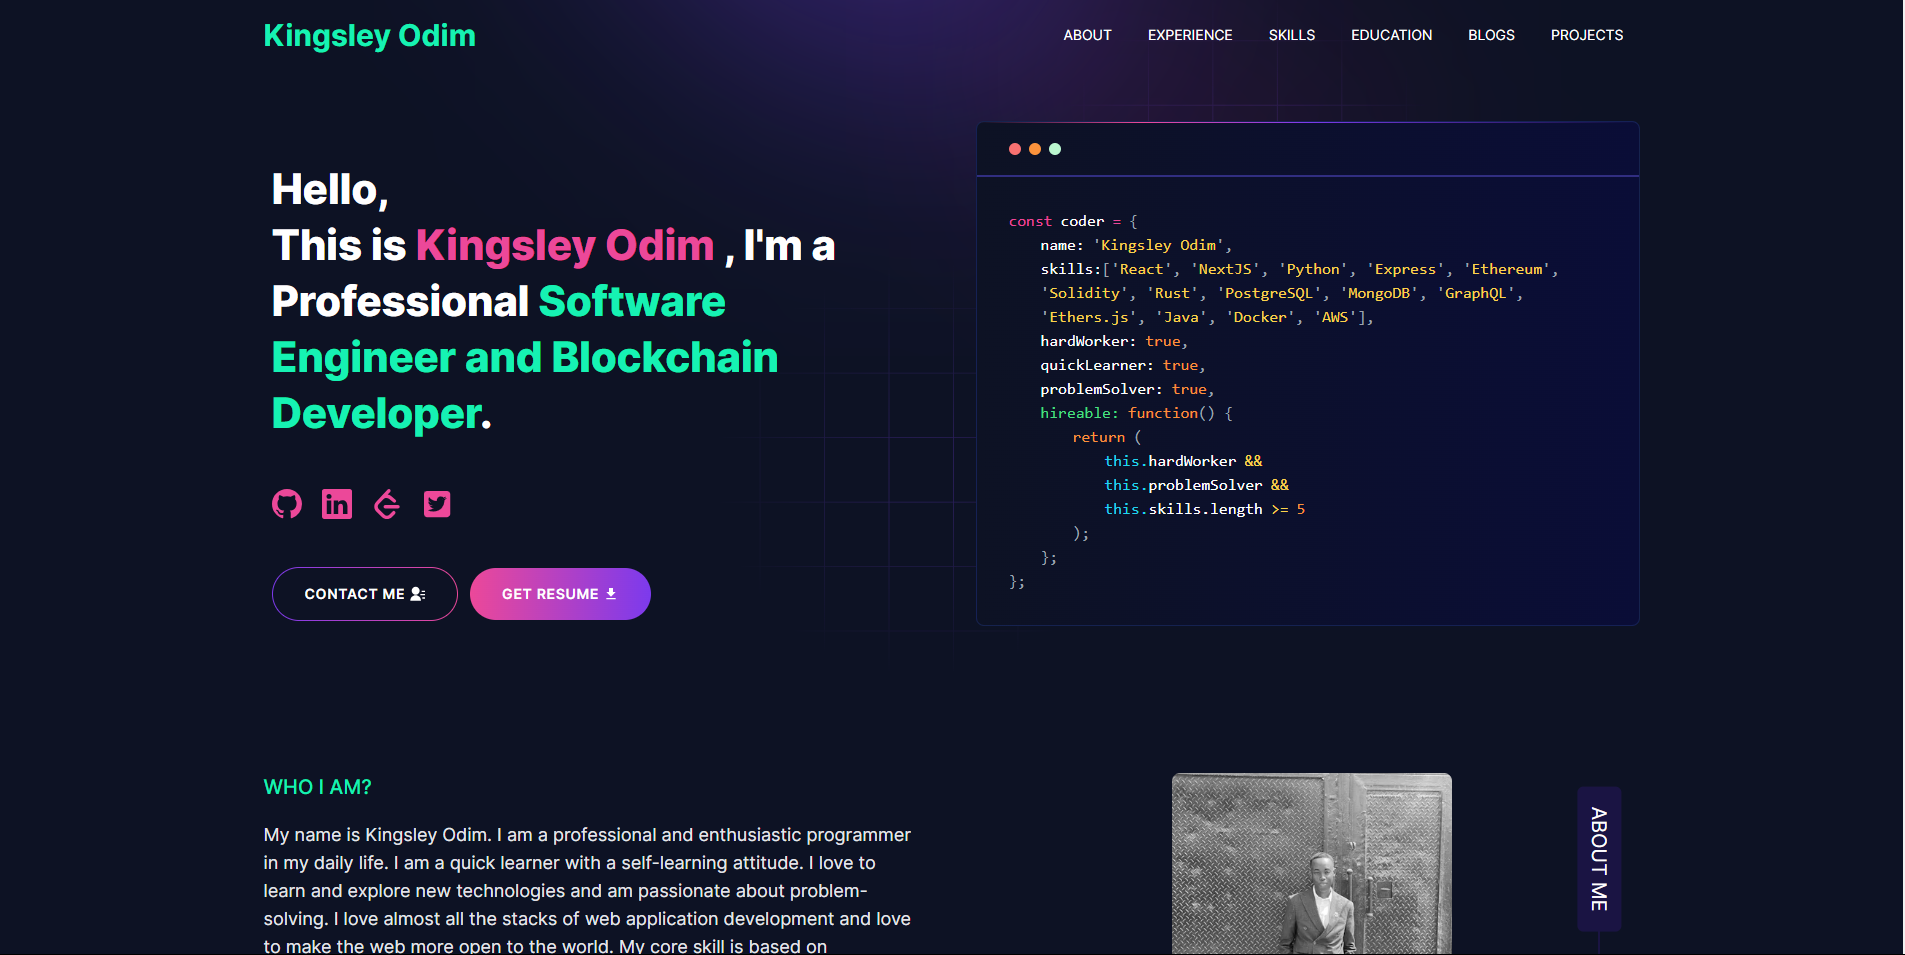 Kingsley Odim
ABOUT EXPERIENCE SKILLS EDUCATION BLOGS PROJECTS
Hello,
This is Kingsley Odim , I'm a
Professional Software
Engineer and Blockchain
Developer.
CONTACT ME
GET RESUME
const coder = {
name: 'Kingsley Odim',
skills:['React', 'NextJS', 'Python', 'Express', 'Ethereum',
'Solidity', 'Rust', 'PostgreSQL', 'MongoDB', 'GraphQL',
'Ethers.js', 'Java', 'Docker', 'AWS'],
hardWorker: true,
quickLearner: true,
problemSolver: true,
hireable: function() {
return (
this.hardWorker &&
this.problemSolver &&
this.skills.length >= 5
);
};
};
WHO I AM?
My name is Kingsley Odim. I am a professional and enthusiastic programmer
in my daily life. I am a quick learner with a self-learning attitude. I love to
learn and explore new technologies and am passionate about problem-
solving. I love almost all the stacks of web application development and love
to make the web more open to the world. My core skill is based on
ABOUT ME